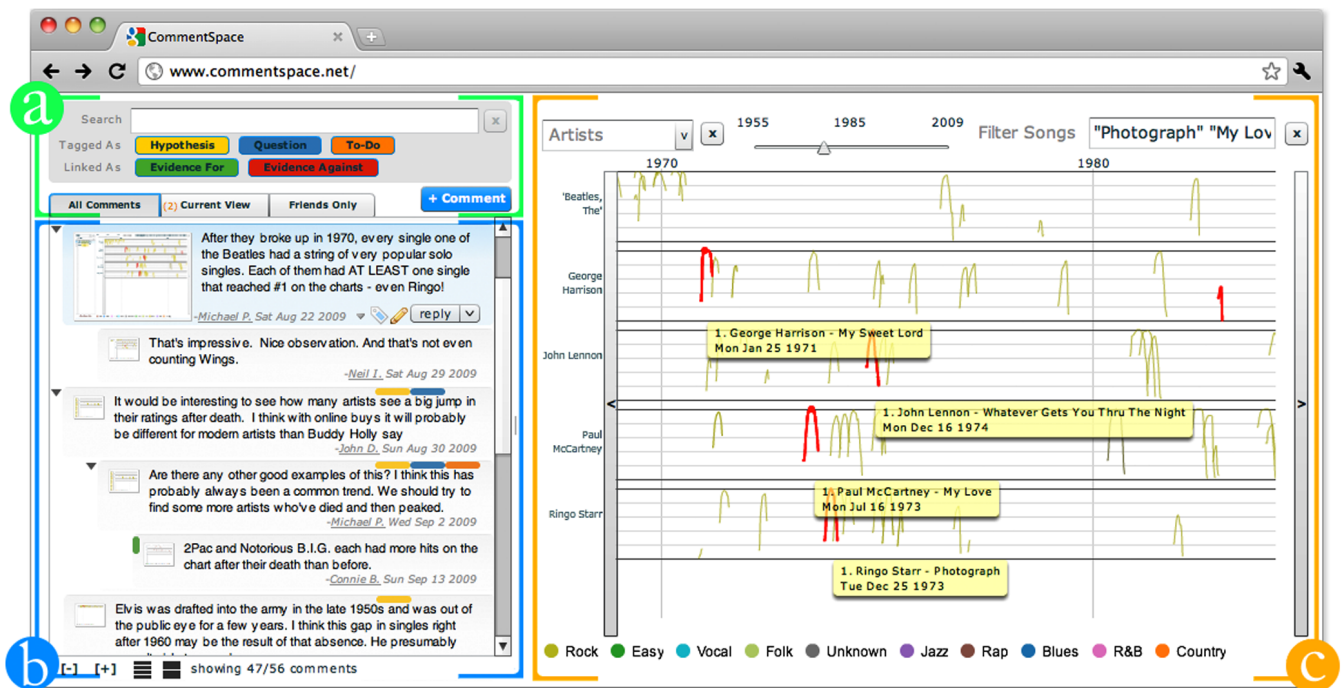 CommentSpace
www.commentspace.net/
a
Search
x
Tagged As Hypothesis Question To-Do
Linked As Evidence For Evidence Against
All Comments (2) Current View Friends Only + Comment
After they broke up in 1970, every single one of
the Beatles had a string of very popular solo
singles. Each of them had AT LEAST one single
that reached #1 on the charts - even Ringo!
-Michael P. Sat Aug 22 2009 reply
That's impressive. Nice observation. And that's not even
counting Wings.
-Neil I. Sat Aug 29 2009
It would be interesting to see how many artists see a big jump in
their ratings after death. I think with online buys it will probably
be different for modern artists than Buddy Holly say
-John D. Sun Aug 30 2009
Are there any other good examples of this? I think this has
probably always been a common trend. We should try to
find some more artists who've died and then peaked.
-Michael P. Wed Sep 2 2009
2Pac and Notorious B.I.G. each had more hits on the
chart after their death than before.
-Connie B. Sun Sep 13 2009
Elvis was drafted into the army in the late 1950s and was out of
the public eye for a few years. I think this gap in singles right
after 1960 may be the result of that absence. He presumably
b
[-] [+] showing 47/56 comments
Artists v x
1955 1985 2009
Filter Songs "Photograph" "My Lov x
1970 1980
'Beatles,
The'
George
Harrison
1. George Harrison - My Sweet Lord
Mon Jan 25 1971
John Lennon
< >
1. John Lennon - Whatever Gets You Thru The Night
Mon Dec 16 1974
Paul
McCartney
1. Paul McCartney - My Love
Mon Jul 16 1973
Ringo Starr
1. Ringo Starr - Photograph
Tue Dec 25 1973
Rock Easy Vocal Folk Unknown Jazz Rap Blues R&B Country
c